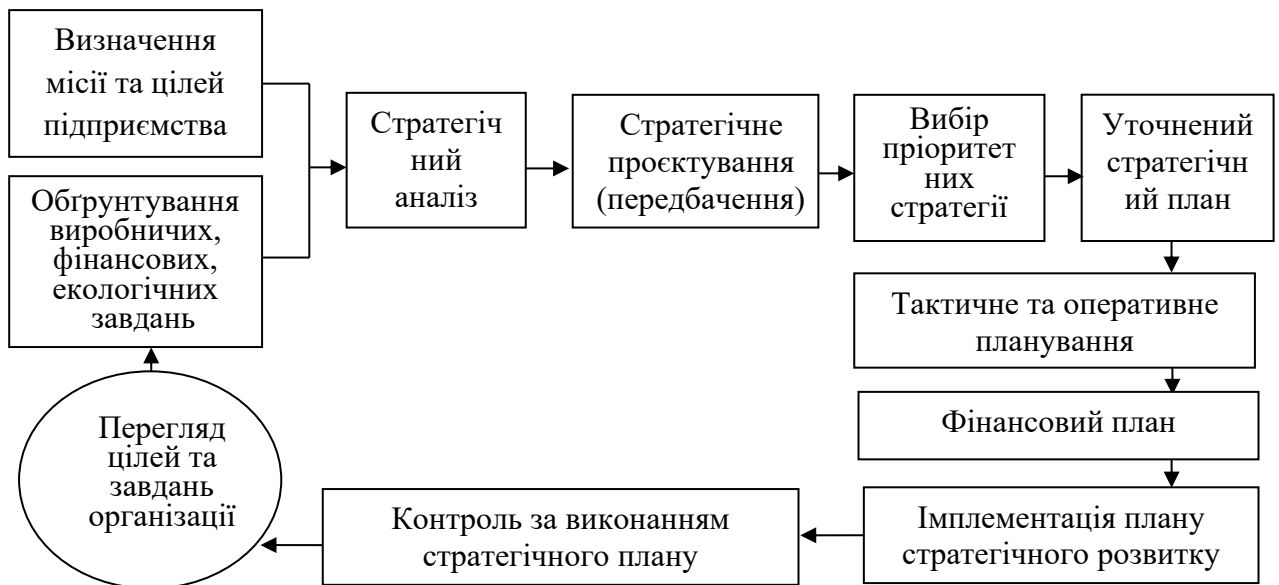 Визначення
місії та цілей
підприємства
Обґрунтування
виробничих,
фінансових,
екологічних
завдань
Стратегіч
ний
аналіз
Стратегічне
проєктування
(передбачення)
Вибір
пріоритет
них
стратегії
Уточнений
стратегічн
ий план
Тактичне та оперативне
планування
Фінансовий план
Імплементація плану
стратегічного розвитку
Контроль за виконанням
стратегічного плану
Перегляд
цілей та
завдань
організації